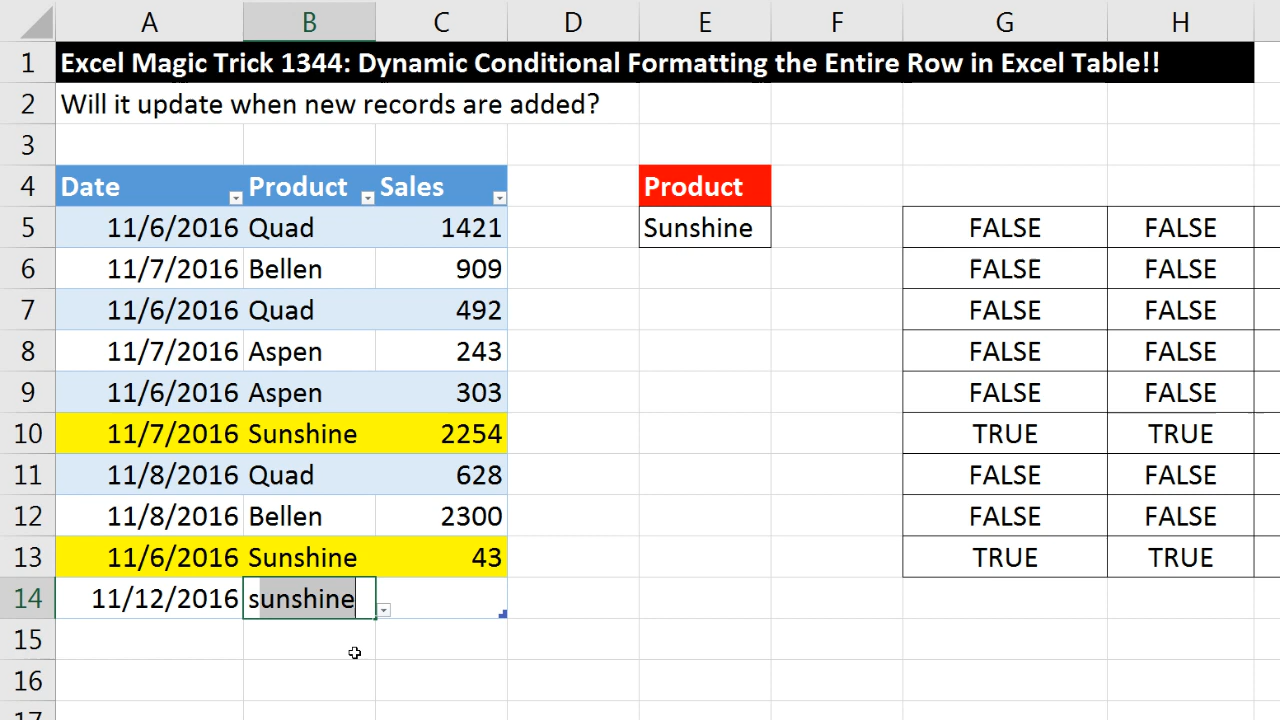 A B C D E F G H
1 Excel Magic Trick 1344: Dynamic Conditional Formatting the Entire Row in Excel Table!!
2 Will it update when new records are added?
3
4 Date Product Sales Product
5 11/6/2016 Quad 1421 Sunshine FALSE FALSE
6 11/7/2016 Bellen 909 FALSE FALSE
7 11/6/2016 Quad 492 FALSE FALSE
8 11/7/2016 Aspen 243 FALSE FALSE
9 11/6/2016 Aspen 303 FALSE FALSE
10 11/7/2016 Sunshine 2254 TRUE TRUE
11 11/8/2016 Quad 628 FALSE FALSE
12 11/8/2016 Bellen 2300 FALSE FALSE
13 11/6/2016 Sunshine 43 TRUE TRUE
14 11/12/2016 sunshine
15
16
17